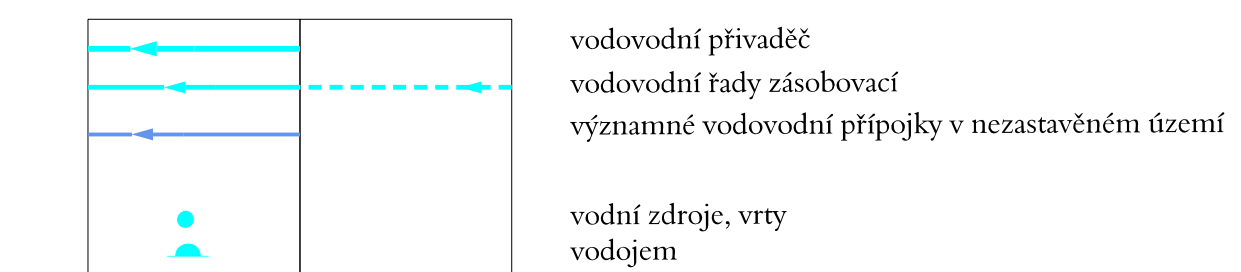 vodovodní přivaděč
vodovodní řady zásobovací
významné vodovodní přípojky v nezastavěném území
vodní zdroje, vrty
vodojem